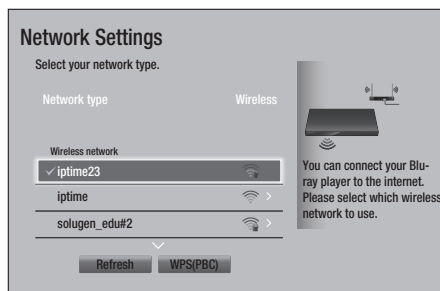 Network Settings
Select your network type.
Network type Wireless
Wireless network
iptime23
iptime
solugen_edu#2
Refresh WPS(PBC)
You can connect your Blu-
ray player to the internet.
Please select which wireless
network to use.